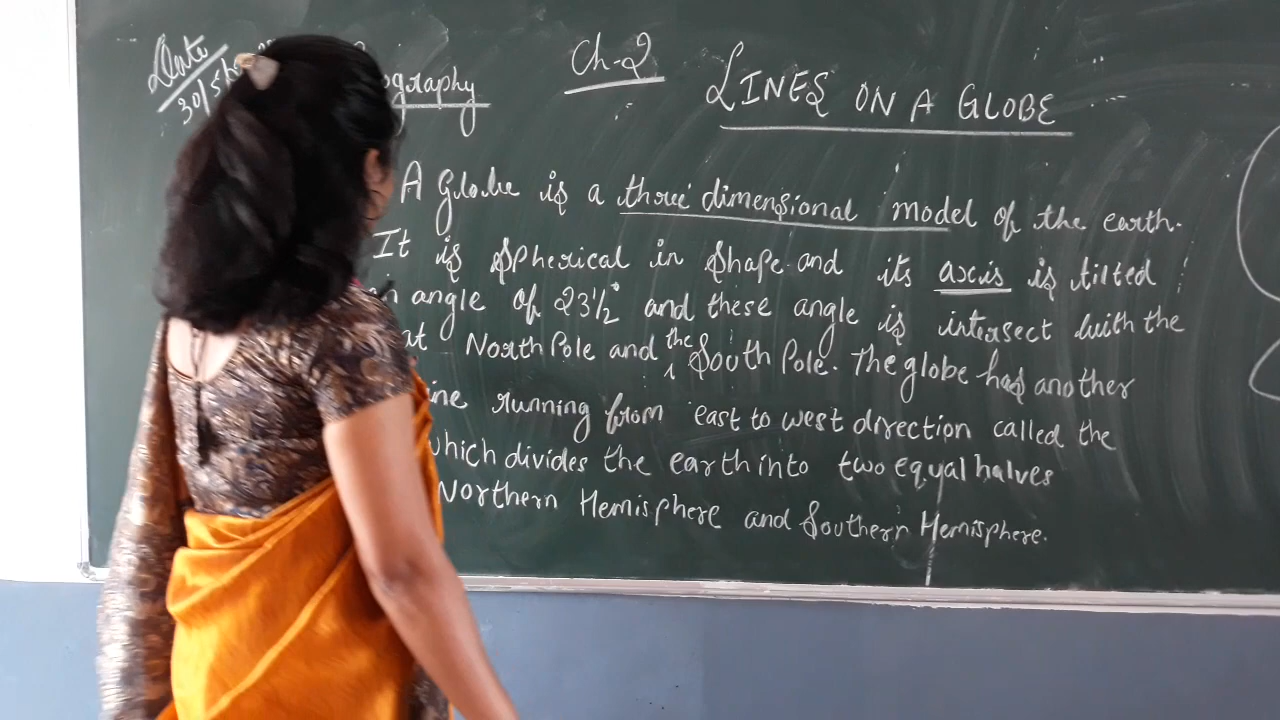 Date
Ch-2
LINES ON A GLOBE
ography
A globe is a three dimensional model of the earth.
It is spherical in shape and its axis is tilted
angle of 23½° and these angle is intersect with the
at North Pole and the South Pole. The globe has another
ine running from east to west direction called the
which divides the earth into two equal halves
Northern Hemisphere and Southern Hemisphere.